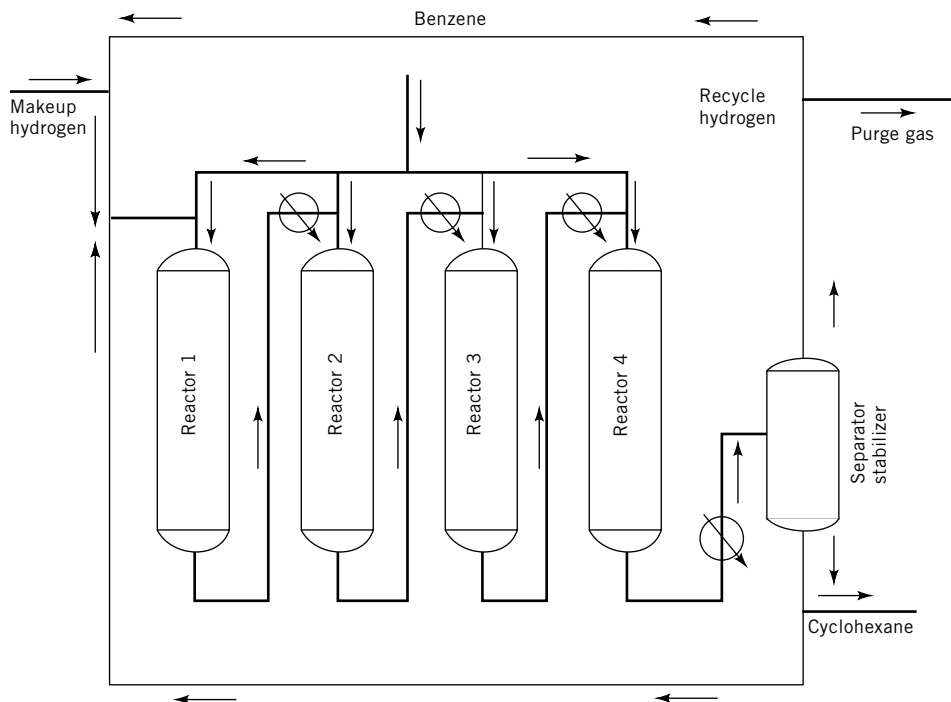 Benzene
Makeup
hydrogen
Recycle
hydrogen
Purge gas
Reactor 1
Reactor 2
Reactor 3
Reactor 4
Separator
stabilizer
Cyclohexane